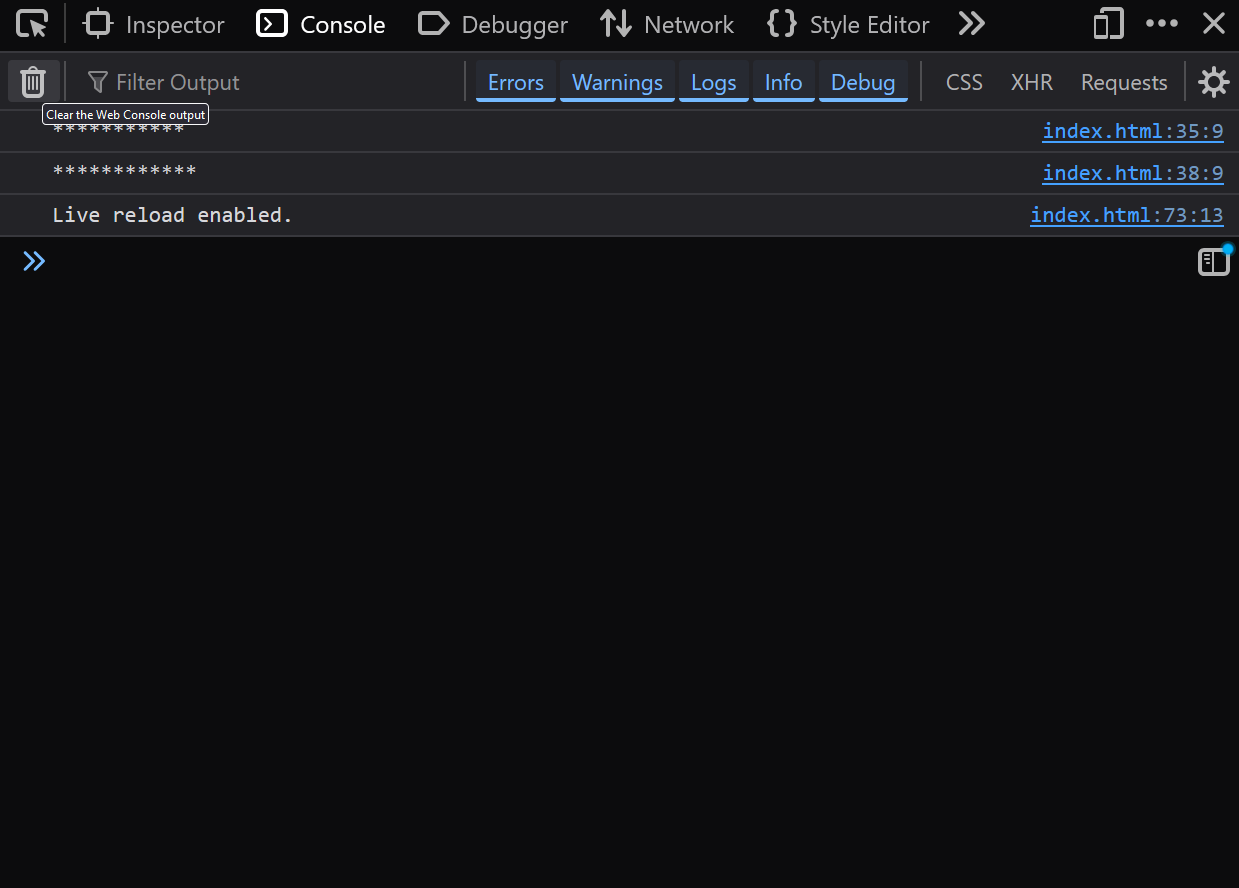 Inspector Console Debugger Network Style Editor
Filter Output Errors Warnings Logs Info Debug CSS XHR Requests
Clear the Web Console output
*********** index.html:35:9
************ index.html:38:9
Live reload enabled. index.html:73:13